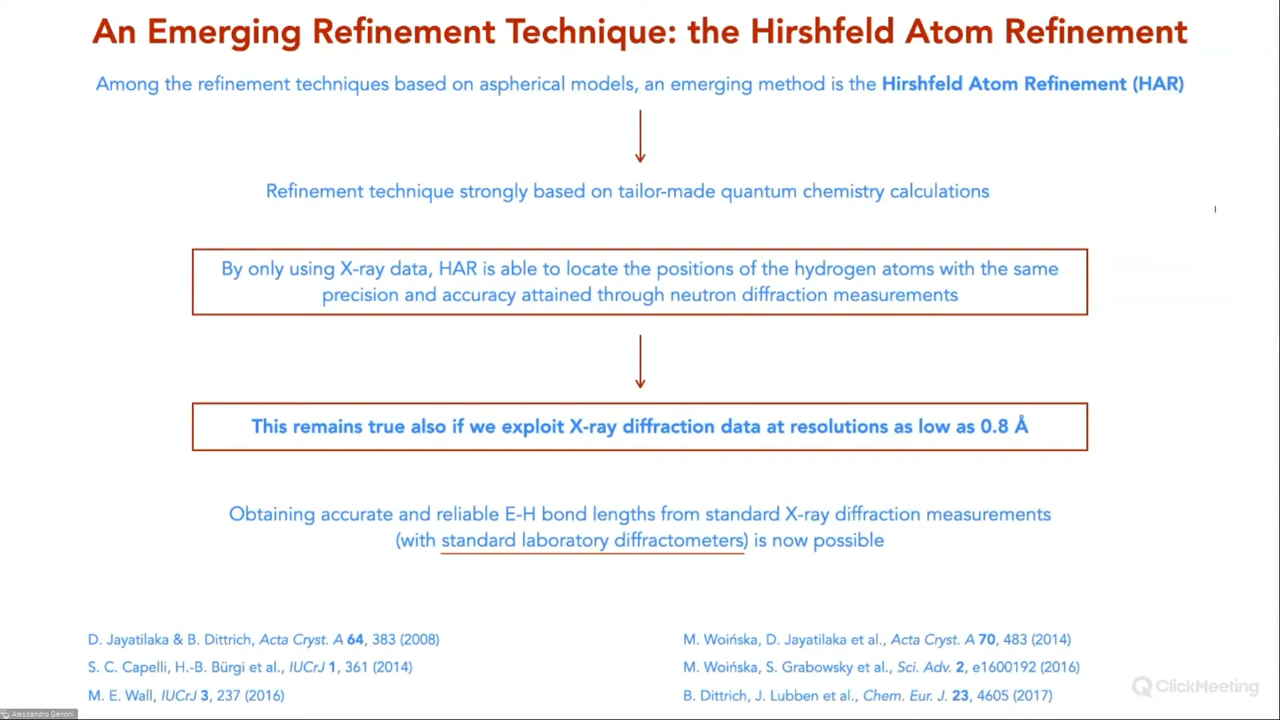 An Emerging Refinement Technique: the Hirshfeld Atom Refinement
Among the refinement techniques based on aspherical models, an emerging method is the Hirshfeld Atom Refinement (HAR)
Refinement technique strongly based on tailor-made quantum chemistry calculations
By only using X-ray data, HAR is able to locate the positions of the hydrogen atoms with the same
precision and accuracy attained through neutron diffraction measurements
This remains true also if we exploit X-ray diffraction data at resolutions as low as 0.8 Å
Obtaining accurate and reliable E-H bond lengths from standard X-ray diffraction measurements
(with standard laboratory diffractometers) is now possible
D. Jayatilaka & B. Dittrich, Acta Cryst. A 64, 383 (2008)
S. C. Capelli, H.-B. Bürgi et al., IUCrJ 1, 361 (2014)
M. E. Wall, IUCrJ 3, 237 (2016)
M. Woińska, D. Jayatilaka et al., Acta Cryst. A 70, 483 (2014)
M. Woińska, S. Grabowsky et al., Sci. Adv. 2, e1600192 (2016)
B. Dittrich, J. Lubben et al., Chem. Eur. J. 23, 4605 (2017)
ClickMeeting
Alessandro Genoni